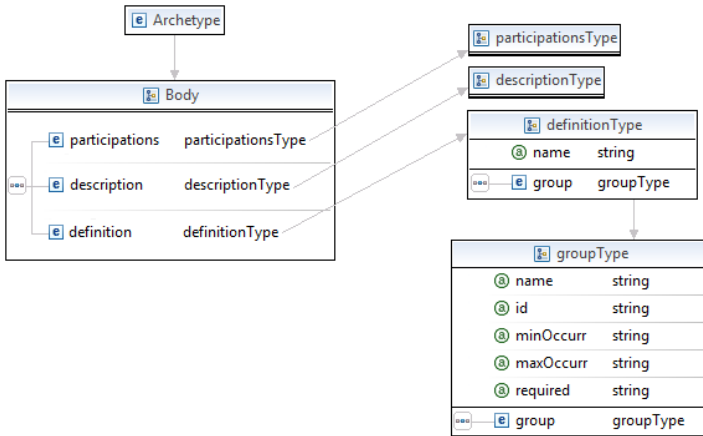 e Archetype
Body
e participations participationsType
e description descriptionType
e definition definitionType
participationsType
descriptionType
definitionType
a name string
e group groupType
groupType
a name string
a id string
a minOccurr string
a maxOccurr string
a required string
e group groupType